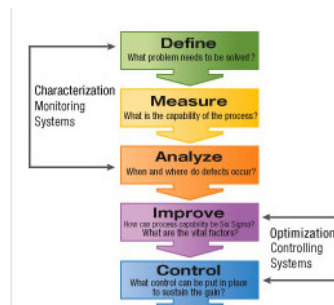 Define
What problem needs to be solved?
Measure
What is the capability of the process?
Analyze
When and where do defects occur?
Improve
How can process capability be Six Sigma?
What are the vital factors?
Control
What control can be put in place
to sustain the gain?
Characterization
Monitoring
Systems
Optimization
Controlling
Systems